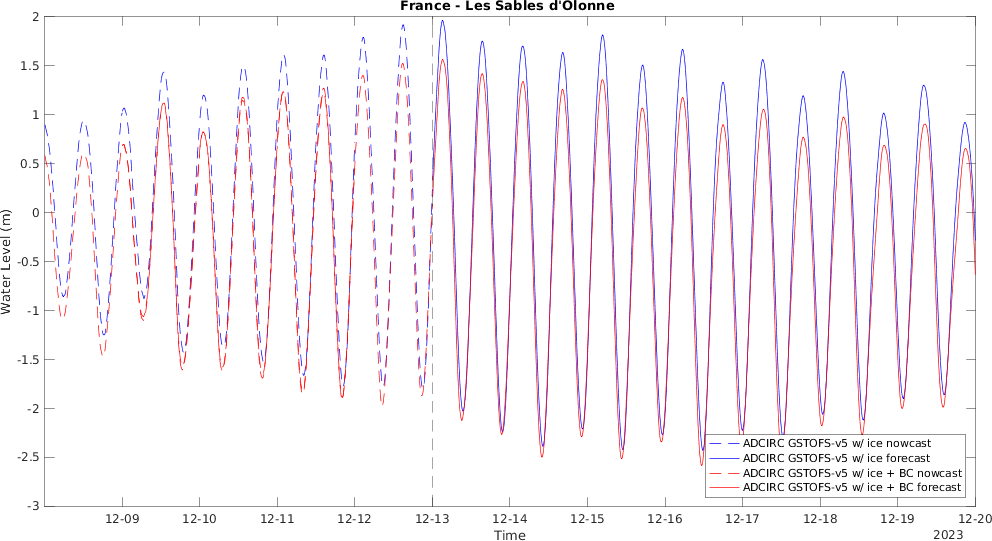 France - Les Sables d'Olonne
2
1.5
1
0.5
0
-0.5
-1
-1.5
-2
-2.5
-3
Water Level (m)
ADCIRC GSTOFS-v5 w/ ice nowcast
ADCIRC GSTOFS-v5 w/ ice forecast
ADCIRC GSTOFS-v5 w/ ice + BC nowcast
ADCIRC GSTOFS-v5 w/ ice + BC forecast
12-09 12-10 12-11 12-12 12-13 12-14 12-15 12-16 12-17 12-18 12-19 12-20
Time
2023